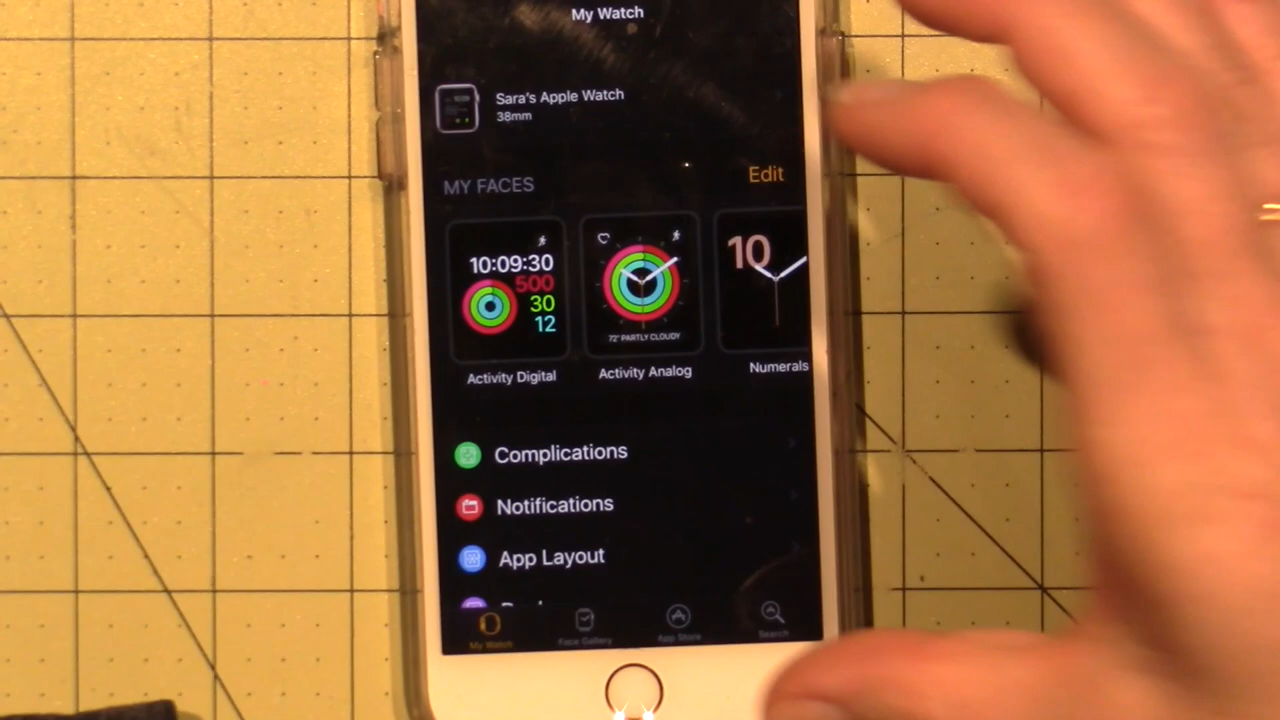 My Watch
Sara's Apple Watch
38mm
MY FACES
Edit
10:09:30
500
30
12
72° PARTLY CLOUDY
10
Activity Digital
Activity Analog
Numerals
Complications
Notifications
App Layout
My Watch
Face Gallery
App Store
Search